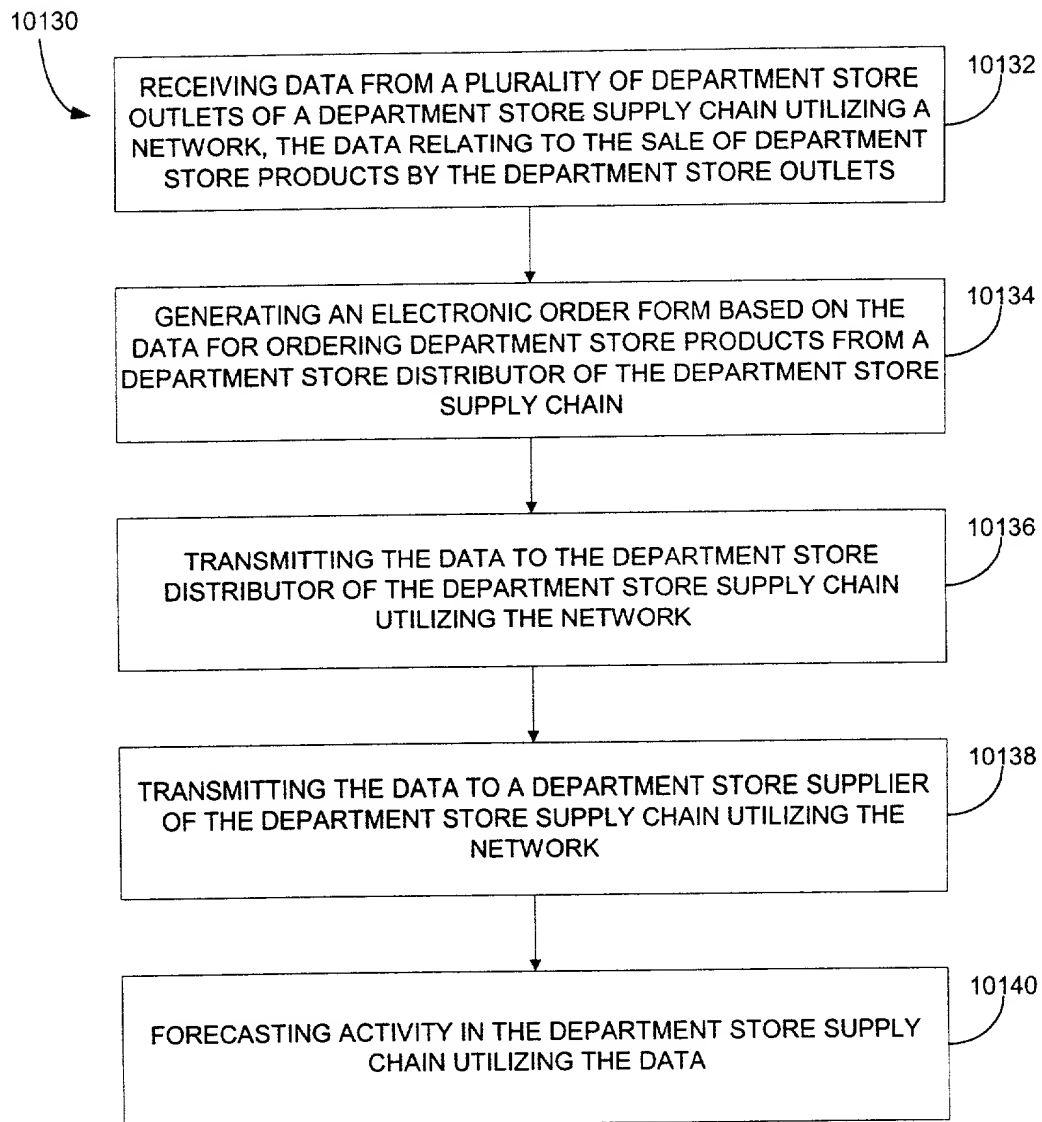 10130
RECEIVING DATA FROM A PLURALITY OF DEPARTMENT STORE
OUTLETS OF A DEPARTMENT STORE SUPPLY CHAIN UTILIZING A
NETWORK, THE DATA RELATING TO THE SALE OF DEPARTMENT
STORE PRODUCTS BY THE DEPARTMENT STORE OUTLETS
10132
GENERATING AN ELECTRONIC ORDER FORM BASED ON THE
DATA FOR ORDERING DEPARTMENT STORE PRODUCTS FROM A
DEPARTMENT STORE DISTRIBUTOR OF THE DEPARTMENT STORE
SUPPLY CHAIN
10134
TRANSMITTING THE DATA TO THE DEPARTMENT STORE
DISTRIBUTOR OF THE DEPARTMENT STORE SUPPLY CHAIN
UTILIZING THE NETWORK
10136
TRANSMITTING THE DATA TO A DEPARTMENT STORE SUPPLIER
OF THE DEPARTMENT STORE SUPPLY CHAIN UTILIZING THE
NETWORK
10138
FORECASTING ACTIVITY IN THE DEPARTMENT STORE SUPPLY
CHAIN UTILIZING THE DATA
10140